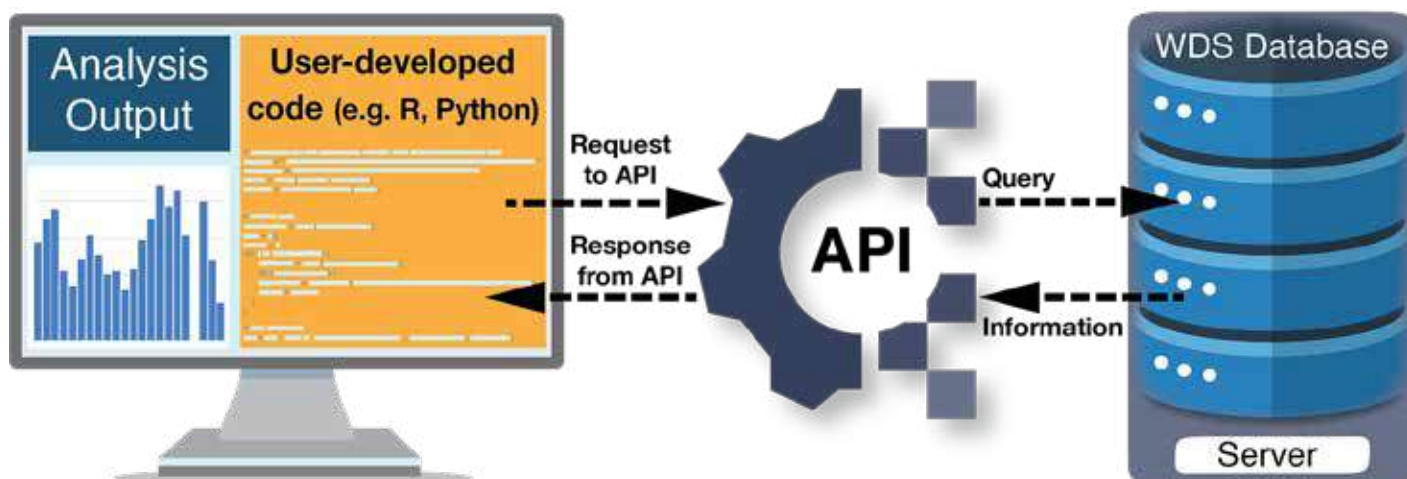 Analysis
Output
User-developed
code (e.g. R, Python)
Request
to API
Response
from API
API
Query
Information
WDS Database
Server